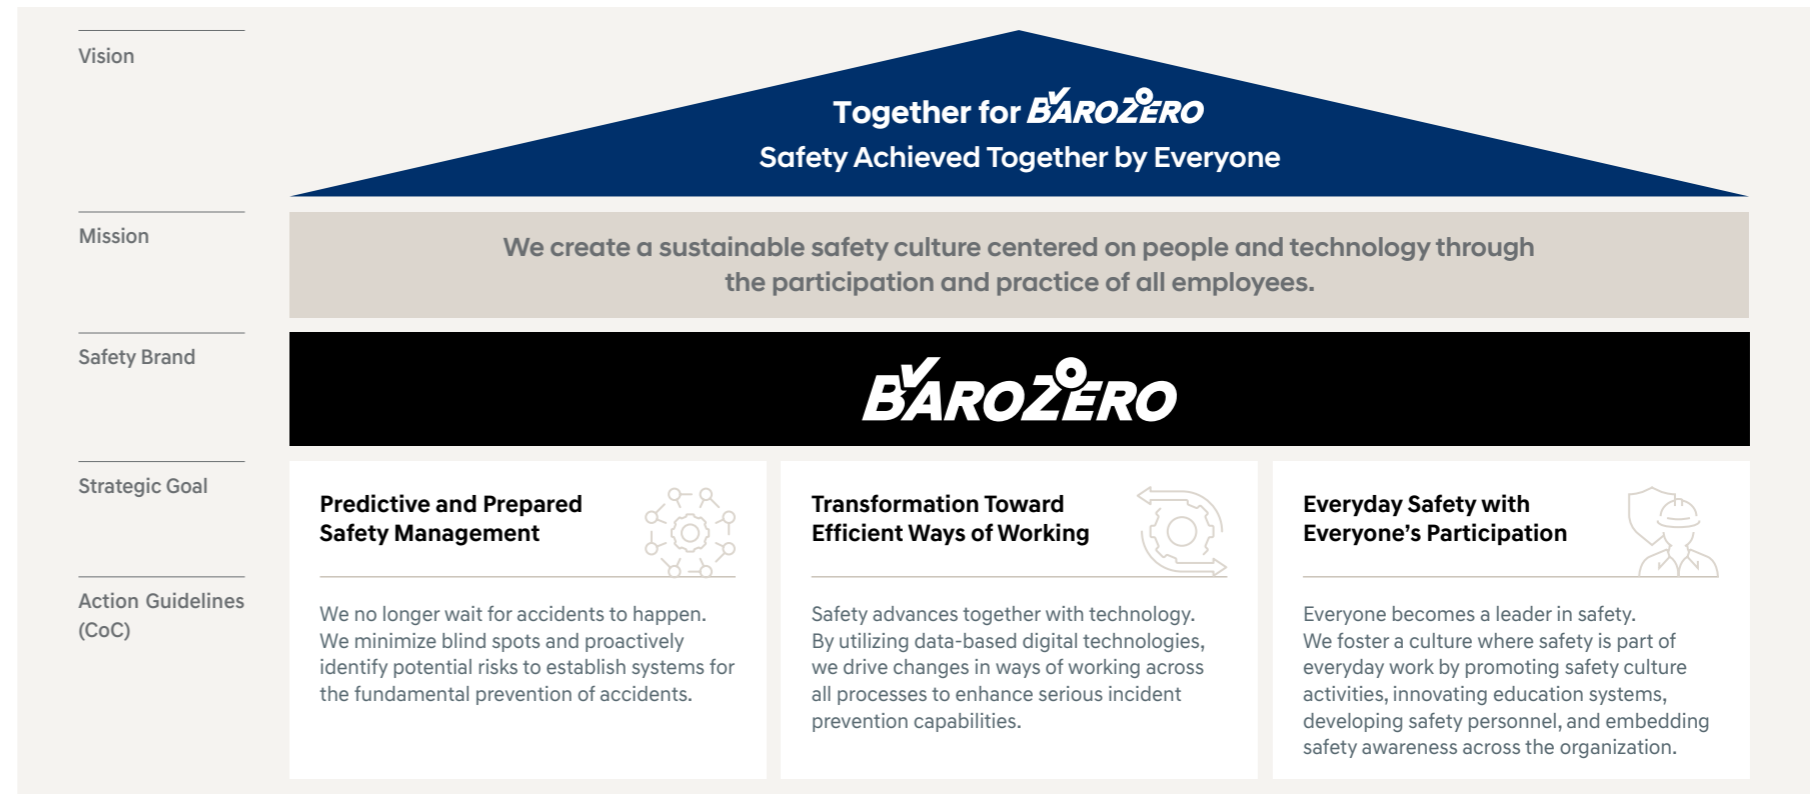 Vision
Together for BAROZERO
Safety Achieved Together by Everyone
Mission
We create a sustainable safety culture centered on people and technology through
the participation and practice of all employees.
Safety Brand
BAROZERO
Strategic Goal
Predictive and Prepared
Safety Management
Transformation Toward
Efficient Ways of Working
Everyday Safety with
Everyone’s Participation
Action Guidelines
(CoC)
We no longer wait for accidents to happen.
We minimize blind spots and proactively
identify potential risks to establish systems for
the fundamental prevention of accidents.
Safety advances together with technology.
By utilizing data-based digital technologies,
we drive changes in ways of working across
all processes to enhance serious incident
prevention capabilities.
Everyone becomes a leader in safety.
We foster a culture where safety is part of
everyday work by promoting safety culture
activities, innovating education systems,
developing safety personnel, and embedding
safety awareness across the organization.